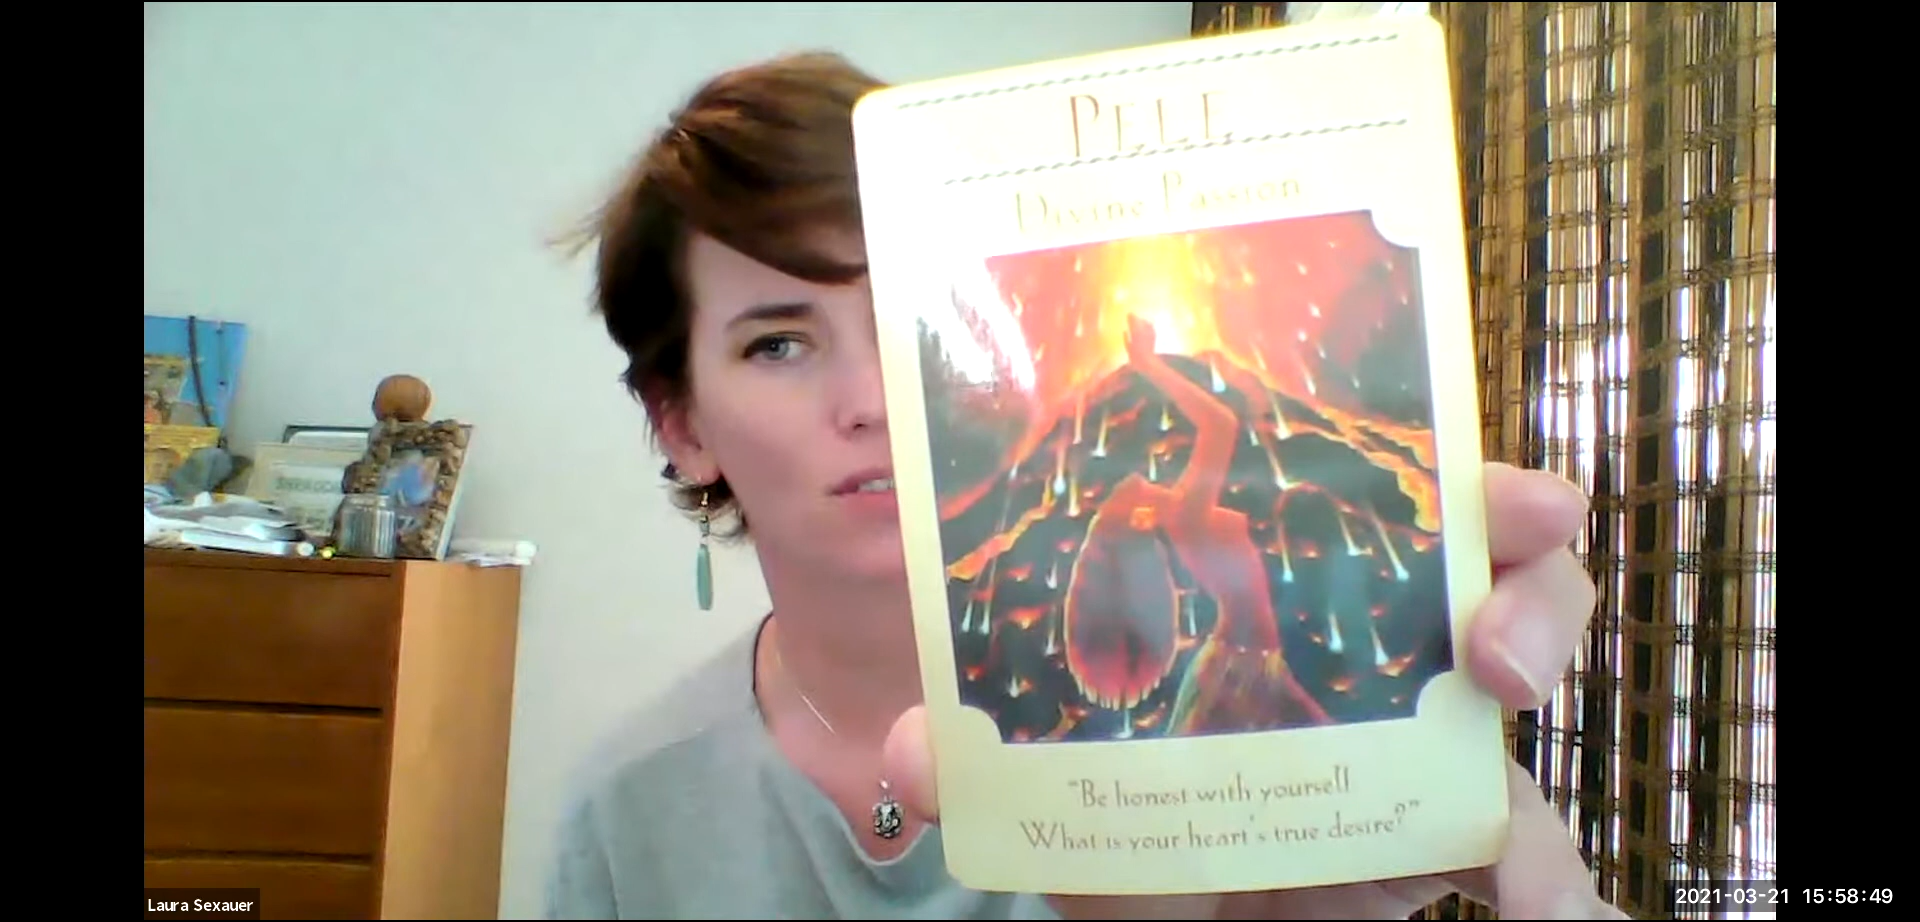 PELE
Divine Passion
"Be honest with yourself
What is your heart's true desire?"
Laura Sexauer
2021-03-21 15:58:49